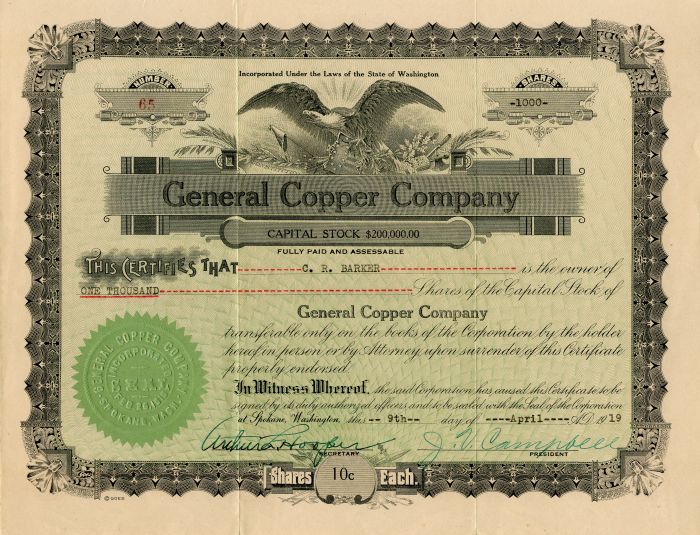 Incorporated Under the Laws of the State of Washington
NUMBER
65
SHARES
-1000-
General Copper Company
CAPITAL STOCK $200,000.00
FULLY PAID AND ASSESSABLE
THIS CERTIFIES THAT C. R. BARKER is the owner of
ONE THOUSAND Shares of the Capital Stock of
General Copper Company
transferable only on the books of the Corporation by the holder
hereof in person or by Attorney, upon surrender of this Certificate
properly endorsed.
In Witness Whereof, the said Corporation has caused this Certificate to be
signed by its duly authorized officers and to be sealed with the Seal of the Corporation
at Spokane, Washington, this -- 9th-- day of ----April---- A.D. 1919
Arthur Hooper J. V. Campbell
SECRETARY PRESIDENT
Shares 10c Each.
© GOES
GENERAL COPPER COMPANY
INCORPORATED
SEAL
SPOKANE, WASH.